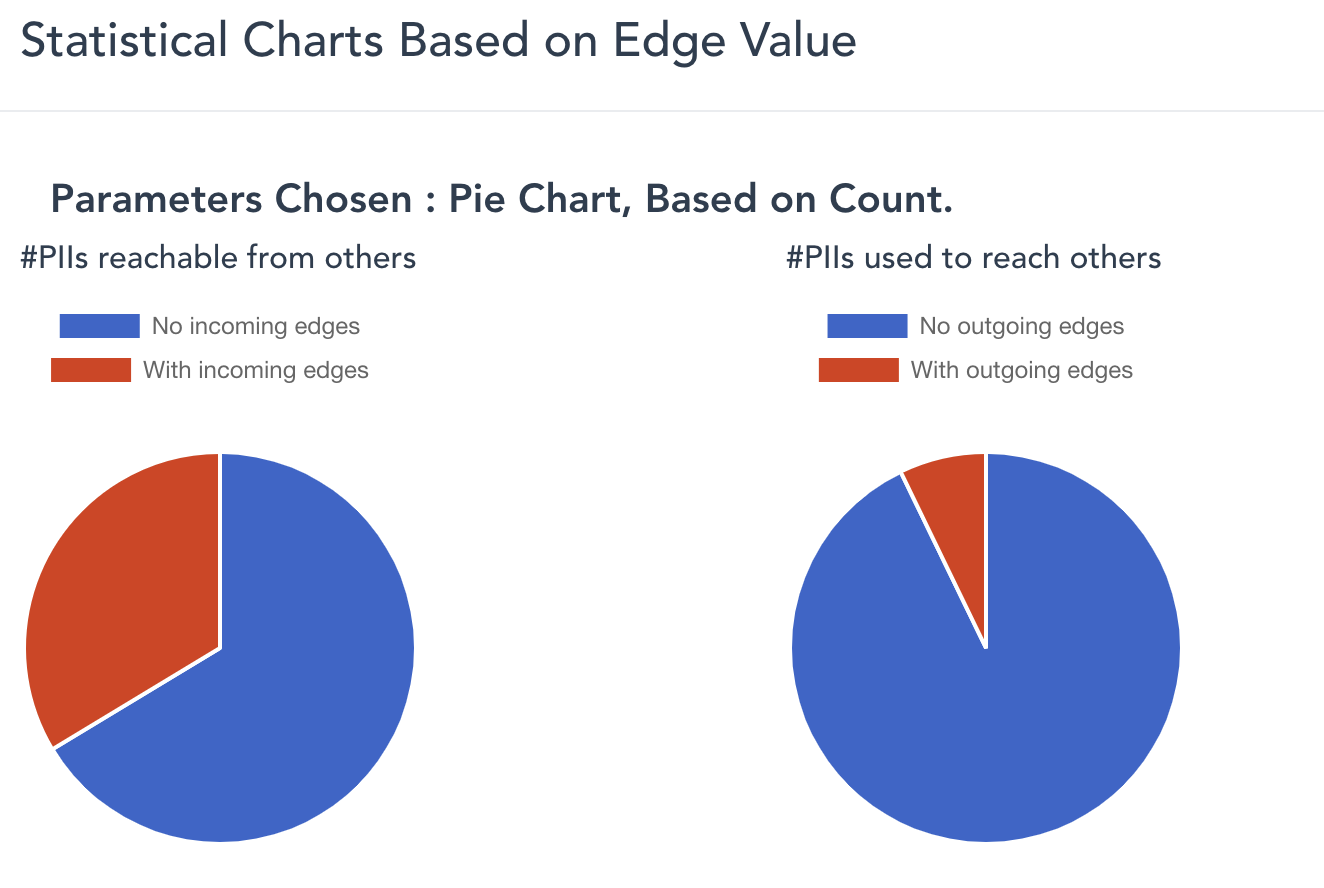 Statistical Charts Based on Edge Value
Parameters Chosen : Pie Chart, Based on Count.
#PIIs reachable from others
No incoming edges
With incoming edges
#PIIs used to reach others
No outgoing edges
With outgoing edges